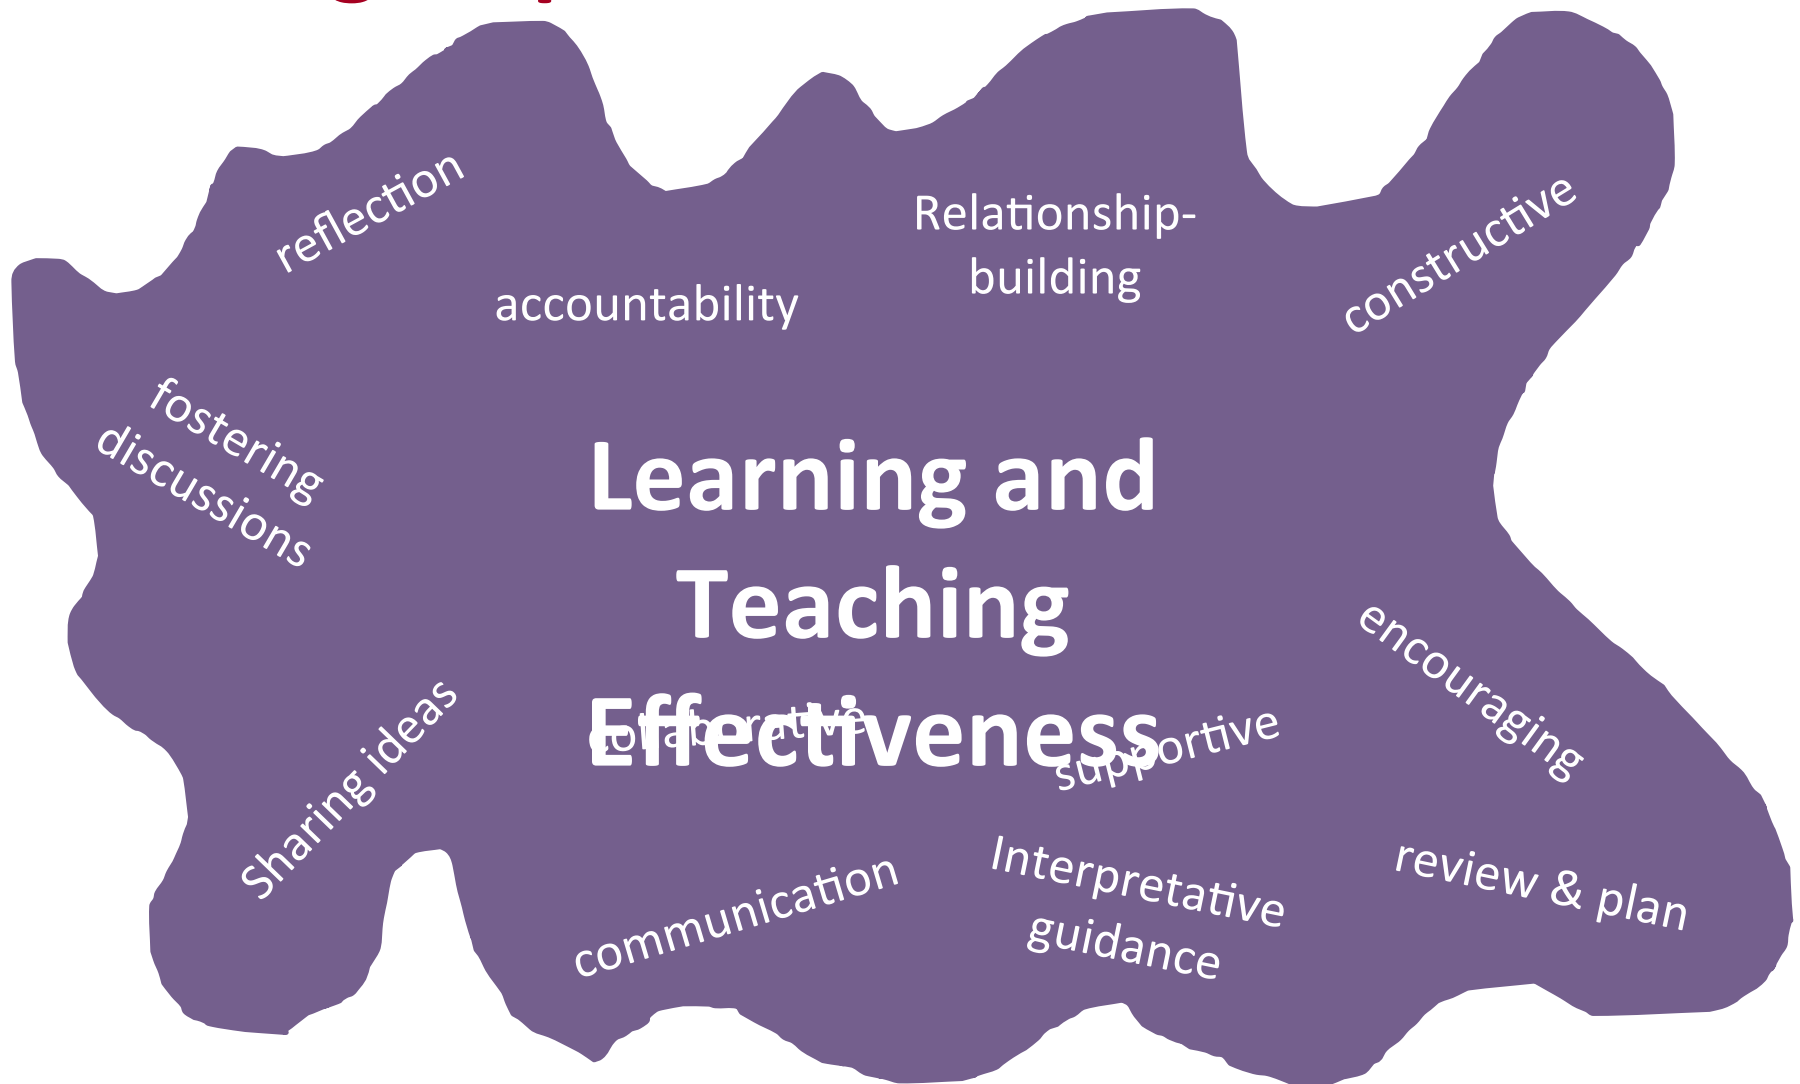 reflection
Relationship-
building
constructive
accountability
fostering
discussions
Learning and
Teaching
Effectiveness
collaborative
supportive
encouraging
Sharing ideas
communication
Interpretative
guidance
review & plan